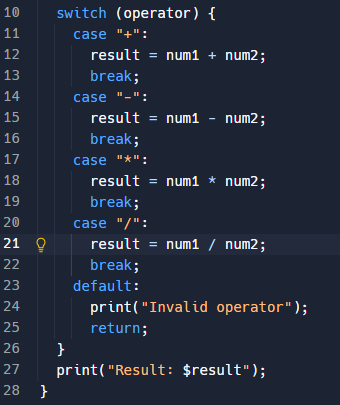 10 switch (operator) {
11 case "+":
12 result = num1 + num2;
13 break;
14 case "-":
15 result = num1 - num2;
16 break;
17 case "*":
18 result = num1 * num2;
19 break;
20 case "/":
21 result = num1 / num2;
22 break;
23 default:
24 print("Invalid operator");
25 return;
26 }
27 print("Result: $result");
28 }